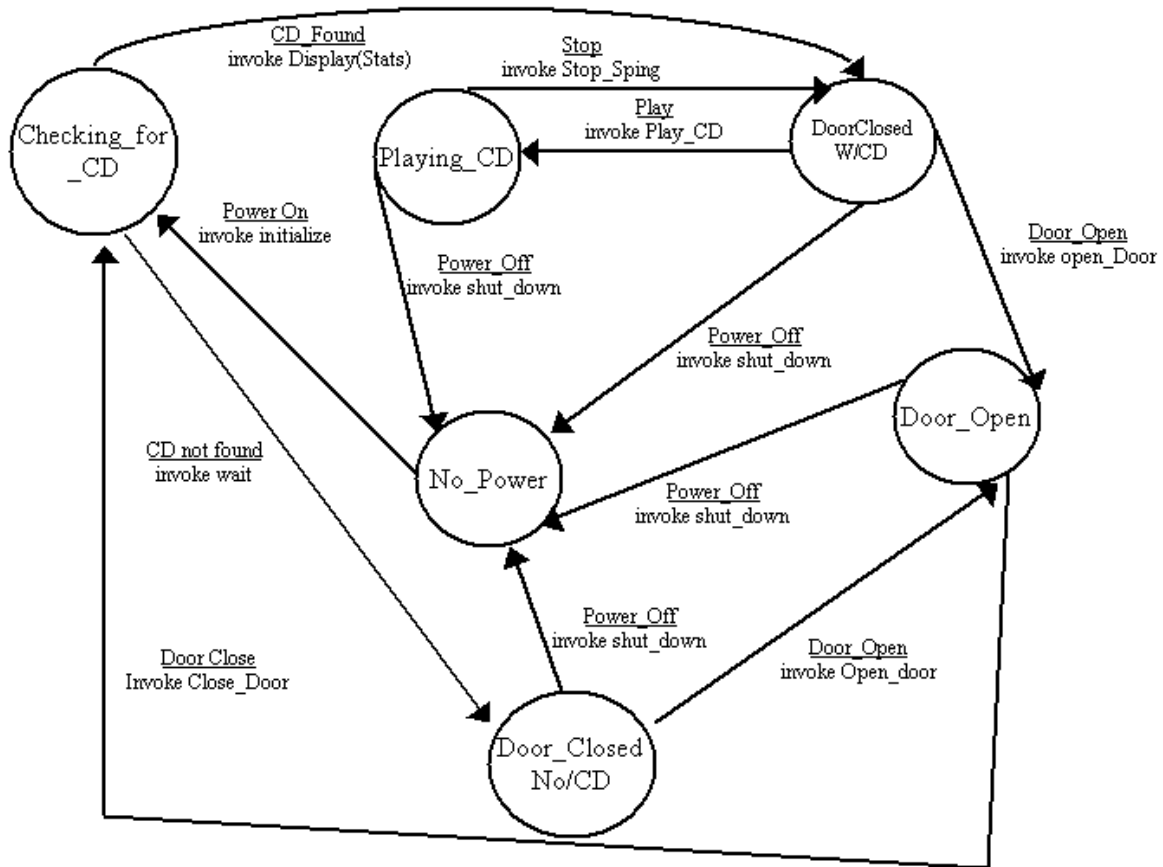 CD_Found
invoke Display(Stats)
Stop
invoke Stop_Sping
Play
invoke Play_CD
Checking_for
_CD
Playing_CD
DoorClosed
W/CD
Power On
invoke initialize
Power_Off
invoke shut_down
Door_Open
invoke open_Door
Power_Off
invoke shut_down
Door_Open
CD not found
invoke wait
No_Power
Power_Off
invoke shut_down
Power_Off
invoke shut_down
Door Close
Invoke Close_Door
Door_Open
invoke Open_door
Door_Closed
No/CD